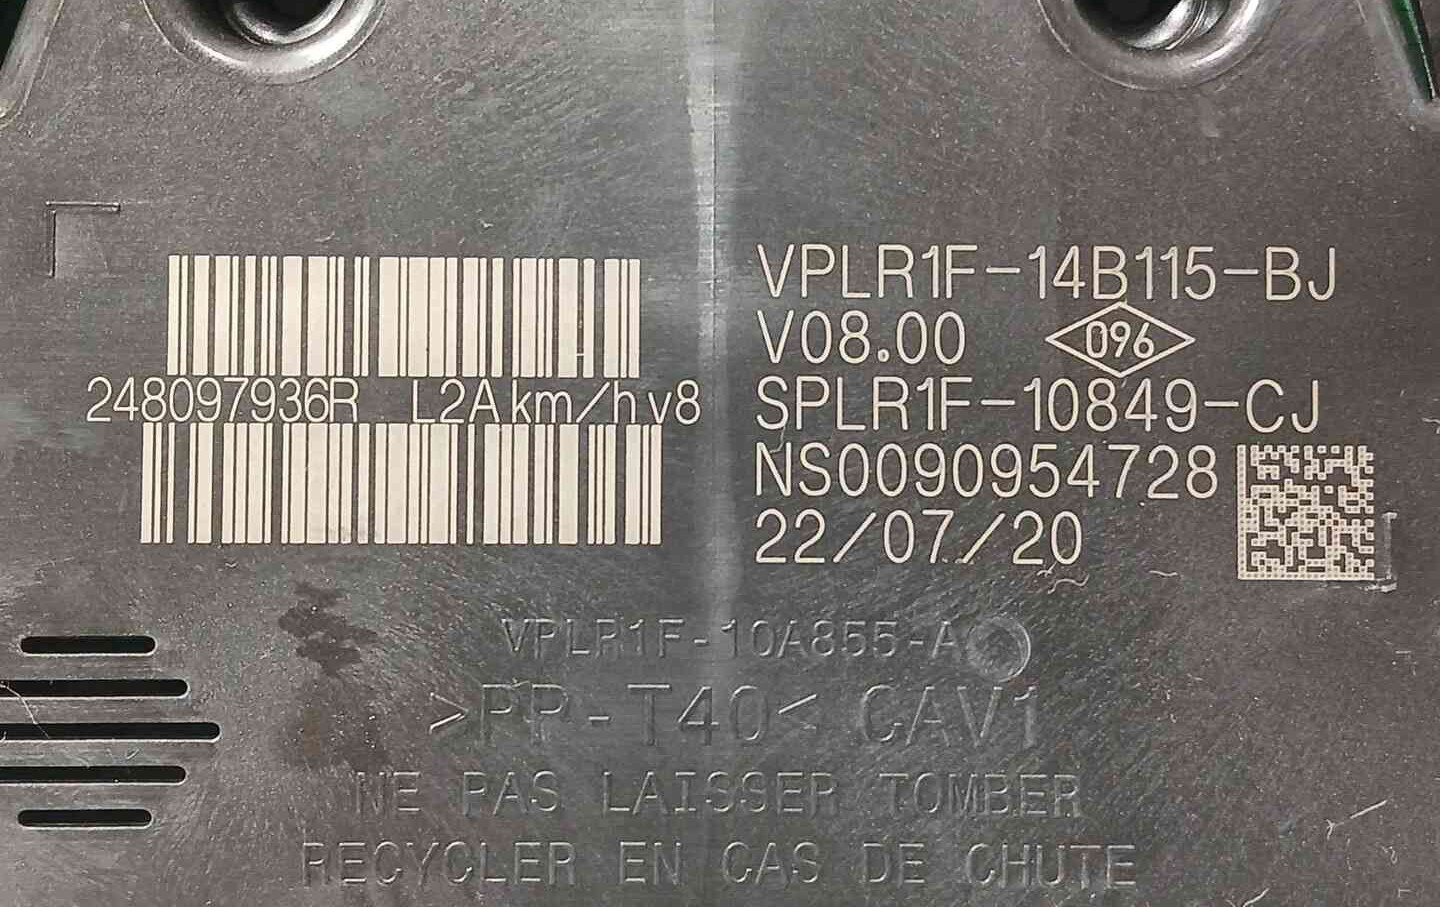 248097936R L2A km/h v8
VPLR1F-14B115-BJ
V08.00 096
SPLR1F-10849-CJ
NS0090954728
22/07/20
VPLR1F-10A855-A
>PP-T40< CAV1
NE PAS LAISSER TOMBER
RECYCLER EN CAS DE CHUTE